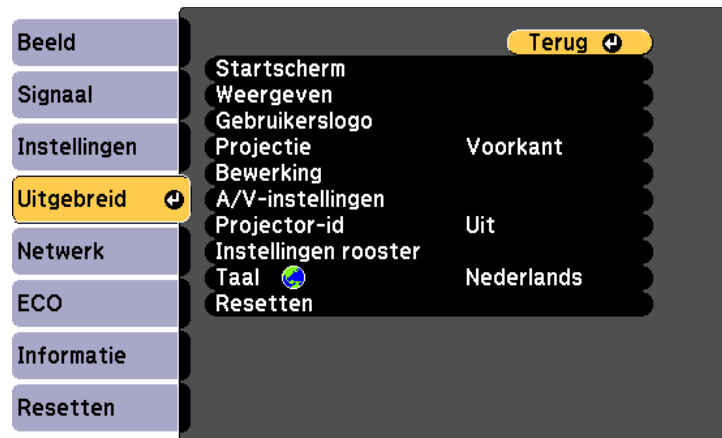 Beeld
Signaal
Instellingen
Uitgebreid
Netwerk
ECO
Informatie
Resetten
Terug
Startscherm
Weergeven
Gebruikerslogo
Projectie Voorkant
Bewerking
A/V-instellingen
Projector-id Uit
Instellingen rooster
Taal Nederlands
Resetten